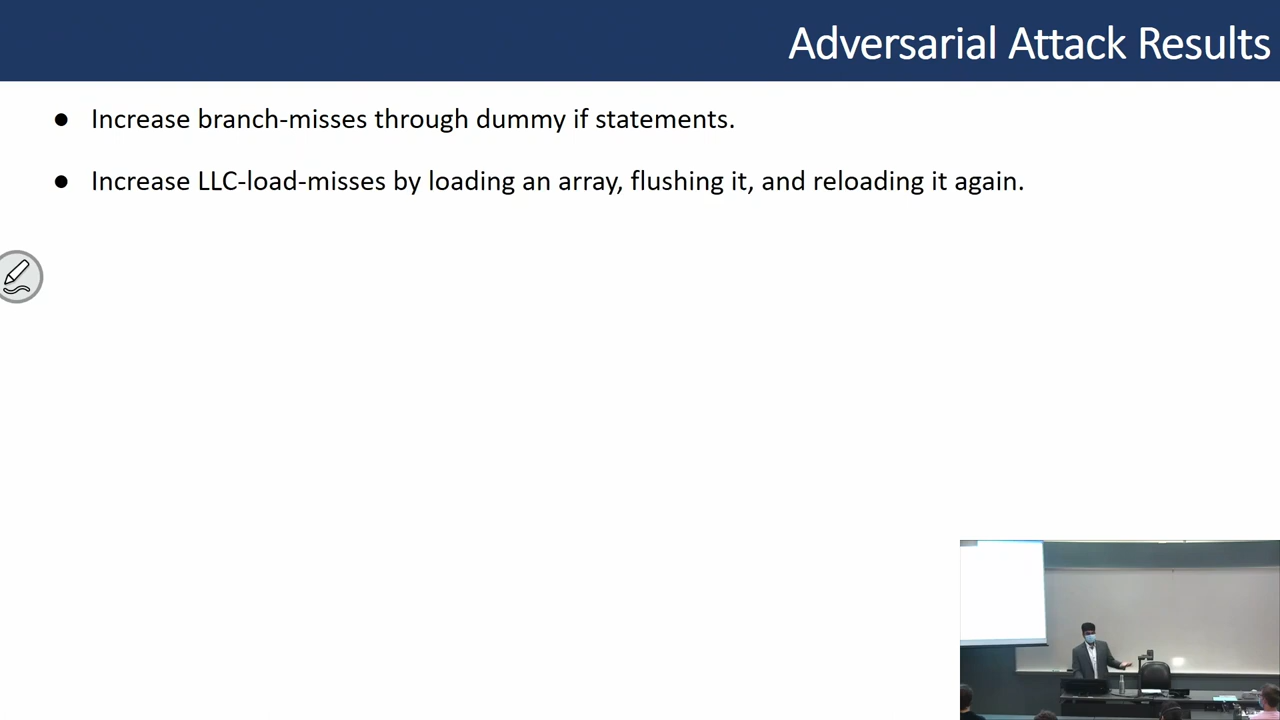 Adversarial Attack Results
● Increase branch-misses through dummy if statements.
● Increase LLC-load-misses by loading an array, flushing it, and reloading it again.